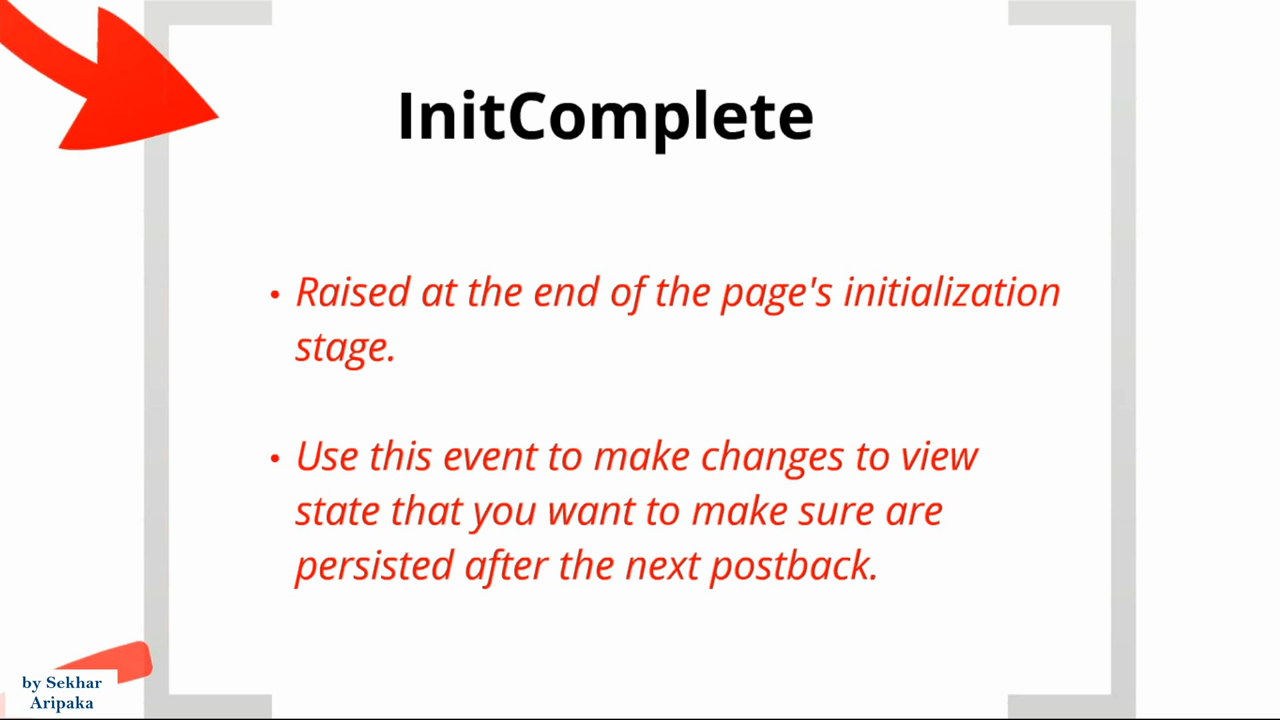 InitComplete
• Raised at the end of the page's initialization
stage.
• Use this event to make changes to view
state that you want to make sure are
persisted after the next postback.
by Sekhar
Aripaka